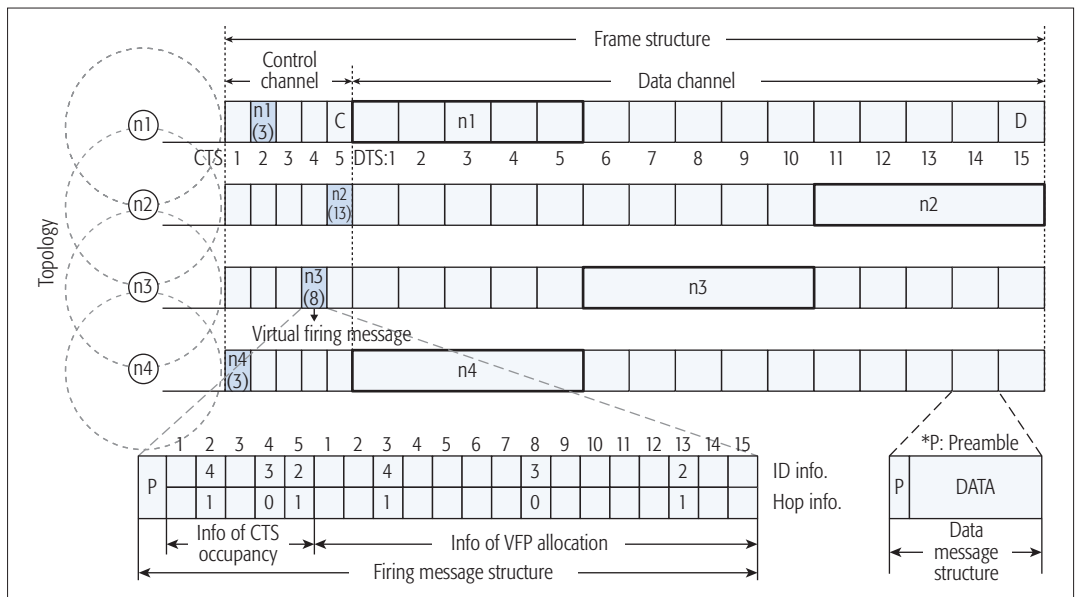 Frame structure
Control
channel
Data channel
Topology
n1
n1
(3)
C
n1
D
CTS 1 2 3 4 5 DTS:1 2 3 4 5 6 7 8 9 10 11 12 13 14 15
n2
n2
(13)
n2
n3
n3
(8)
n3
Virtual firing message
n4
n4
(3)
n4
1 2 3 4 5 1 2 3 4 5 6 7 8 9 10 11 12 13 14 15
*P: Preamble
P
4 3 2 4 3 2
ID info.
1 0 1 1 0 1
Hop info.
P
DATA
Info of CTS
occupancy
Info of VFP allocation
Firing message structure
Data
message
structure